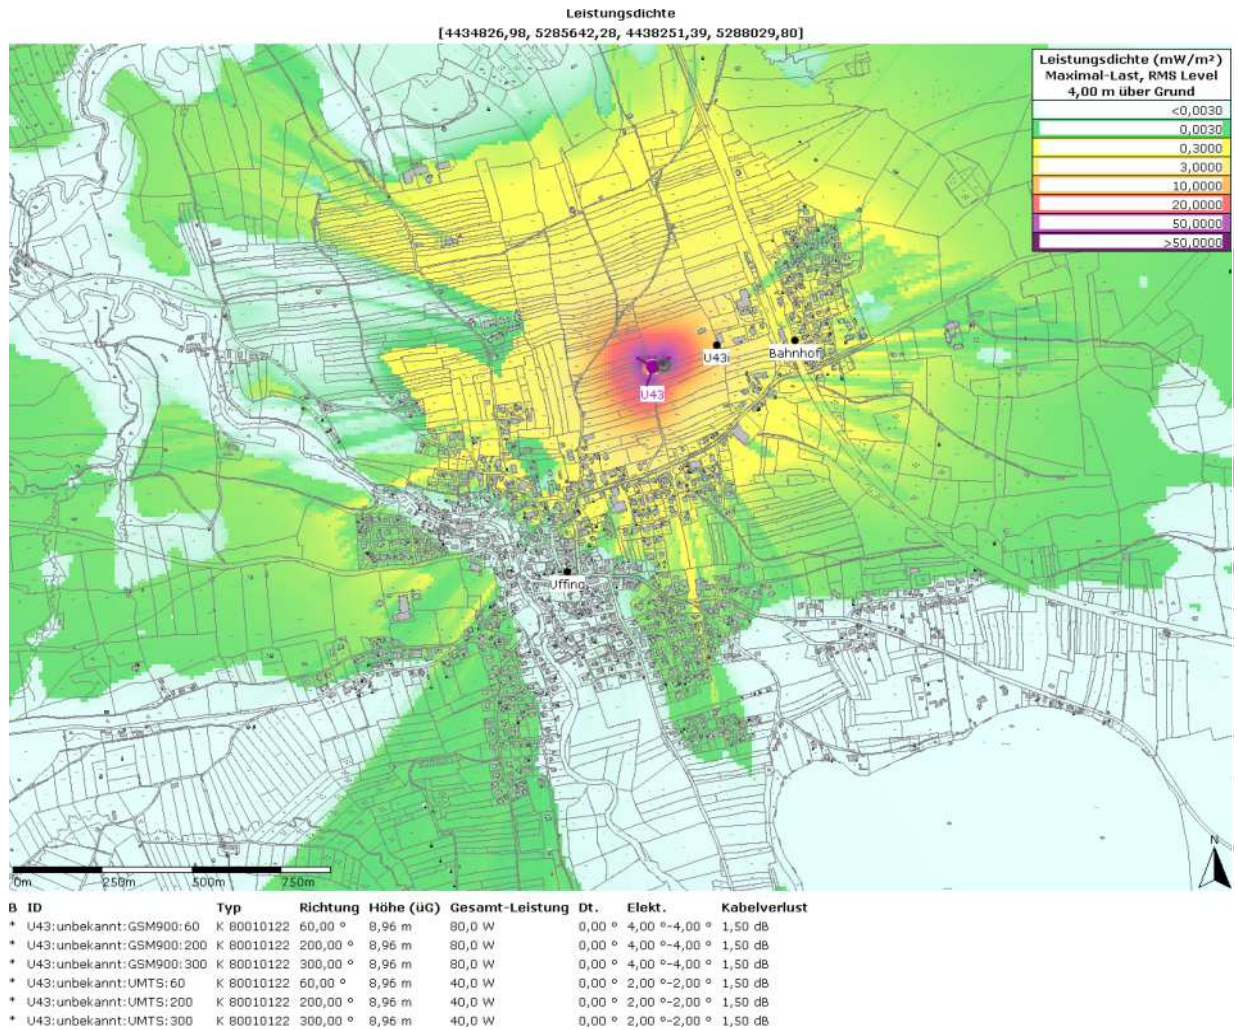 Leistungsdichte
[4434826,98, 5285642,28, 4438251,39, 5288029,80]
Leistungsdichte (mW/m²)
Maximal-Last, RMS Level
4,00 m über Grund
<0,0030
0,0030
0,3000
3,0000
10,0000
20,0000
50,0000
>50,0000
U43i
Bahnhof
U43
Uffing
0m 250m 500m 750m
N
B ID Typ Richtung Höhe (üG) Gesamt-Leistung Dt. Elekt. Kabelverlust
* U43:unbekannt:GSM900:60 K 80010122 60,00 ° 8,96 m 80,0 W 0,00 ° 4,00 °-4,00 ° 1,50 dB
* U43:unbekannt:GSM900:200 K 80010122 200,00 ° 8,96 m 80,0 W 0,00 ° 4,00 °-4,00 ° 1,50 dB
* U43:unbekannt:GSM900:300 K 80010122 300,00 ° 8,96 m 80,0 W 0,00 ° 4,00 °-4,00 ° 1,50 dB
* U43:unbekannt:UMTS:60 K 80010122 60,00 ° 8,96 m 40,0 W 0,00 ° 2,00 °-2,00 ° 1,50 dB
* U43:unbekannt:UMTS:200 K 80010122 200,00 ° 8,96 m 40,0 W 0,00 ° 2,00 °-2,00 ° 1,50 dB
* U43:unbekannt:UMTS:300 K 80010122 300,00 ° 8,96 m 40,0 W 0,00 ° 2,00 °-2,00 ° 1,50 dB